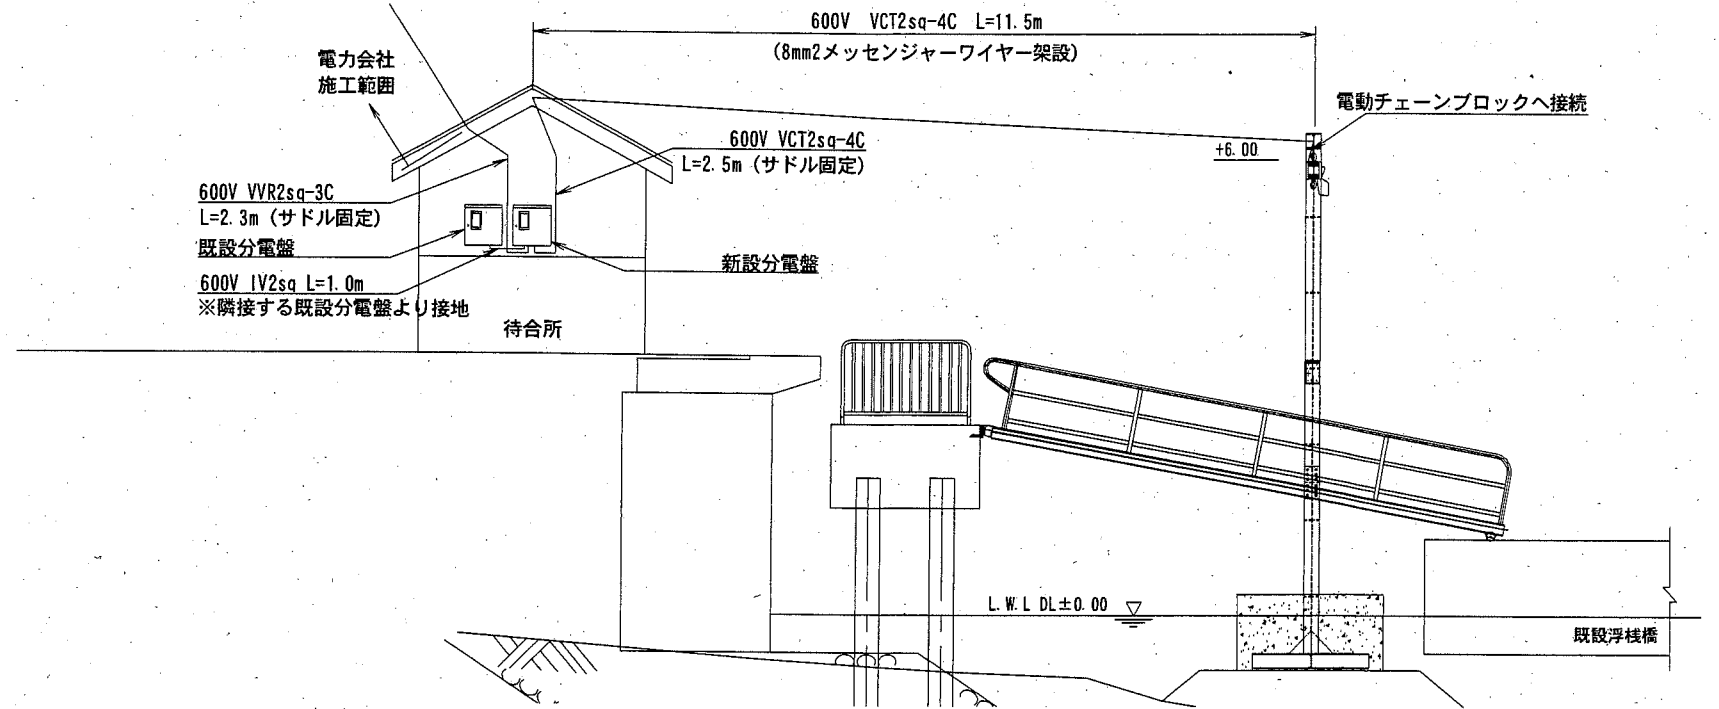 600V VCT2sq-4C L=11.5m
(8mm2メッセンジャーワイヤー架設)
電力会社
施工範囲
電動チェーンブロックへ接続
600V VCT2sq-4C
L=2.5m (サドル固定)
+6.00
600V VVR2sq-3C
L=2.3m (サドル固定)
既設分電盤
新設分電盤
600V IV2sq L=1.0m
※隣接する既設分電盤より接地
待合所
L.W.L DL±0.00
既設浮桟橋